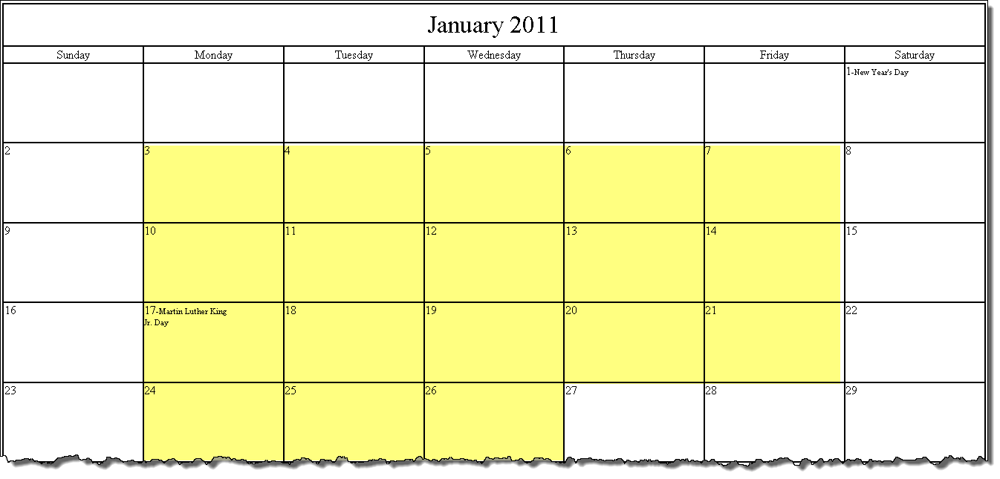 January 2011
Sunday Monday Tuesday Wednesday Thursday Friday Saturday
1-New Year's Day
2 3 4 5 6 7 8
9 10 11 12 13 14 15
16 17-Martin Luther King 18 19 20 21 22
Jr. Day
23 24 25 26 27 28 29